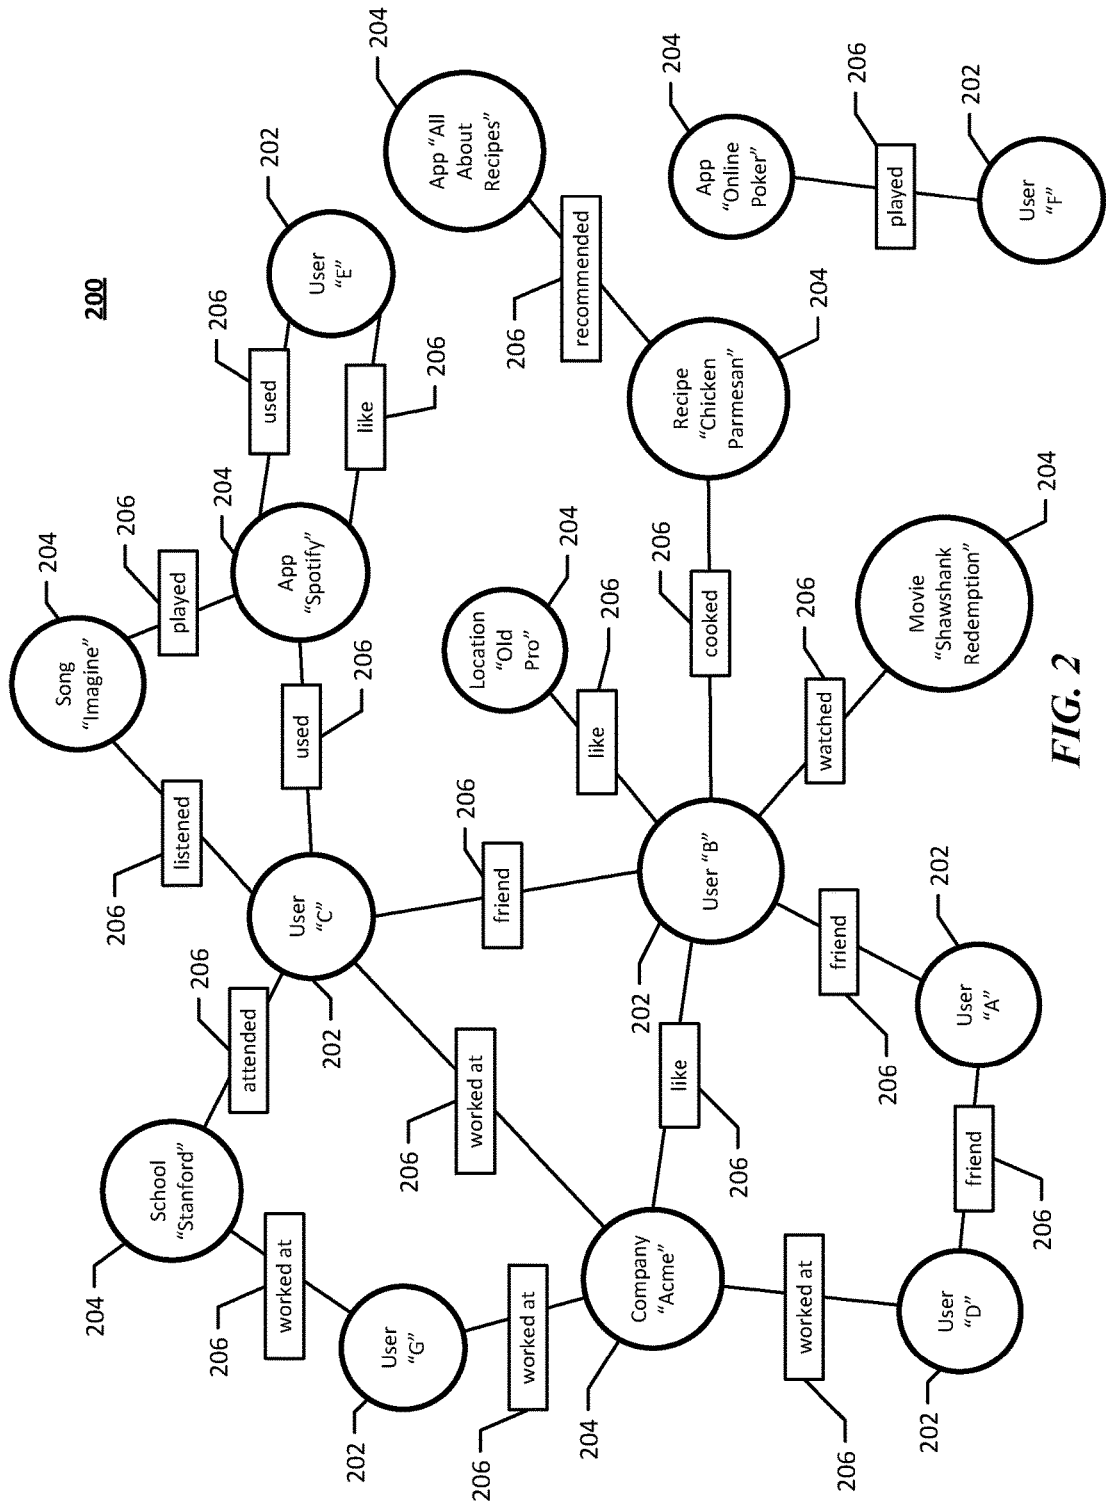 200
204
Song
“Imagine”
204
206
206
School
“Stanford”
played
listened
206
206
204
206
attended
used
202
worked at
App
“Spotify”
used
User
“C”
User
“E”
202
206
like
204
202
User
“G”
206
206
206
App “All
About
Recipes”
worked at
206
friend
206
206
worked at
Location
“Old
Pro”
204
recommended
204
like
206
202
Company
“Acme”
206
204
like
cooked
Recipe
“Chicken
Parmesan”
User “B”
App
“Online
Poker”
206
worked at
206
watched
204
206
friend
206
206
played
202
User
“D”
202
204
Movie
“Shawshank
Redemption”
202
friend
User
“A”
User
“F”
206
204
FIG. 2